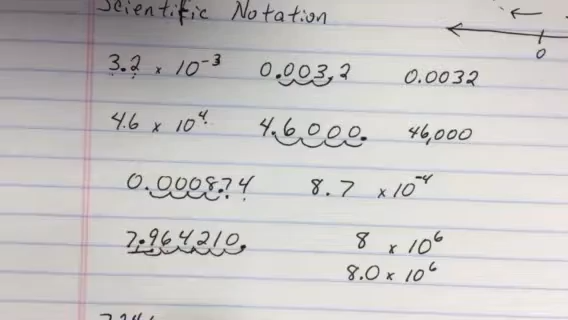 Scientific Notation
0
3.2 x 10⁻³ 0.003.2 0.0032
4.6 x 10⁴ 4.6000. 46,000
0.0008.74 8.7 x 10⁻⁴
7.964210. 8 x 10⁶
8.0 x 10⁶